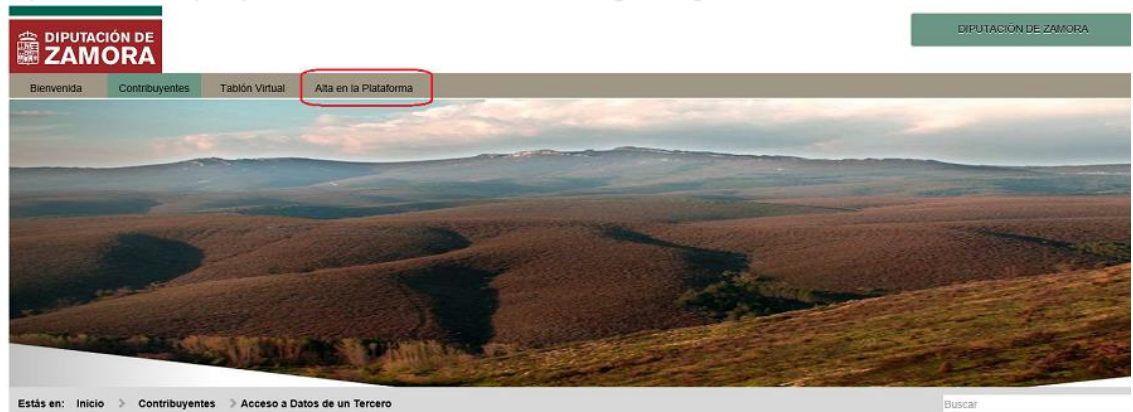 DIPUTACIÓN DE
ZAMORA
DIPUTACIÓN DE ZAMORA
Bienvenida Contribuyentes Tablón Virtual Alta en la Plataforma
Estás en: Inicio > Contribuyentes > Acceso a Datos de un Tercero
Buscar